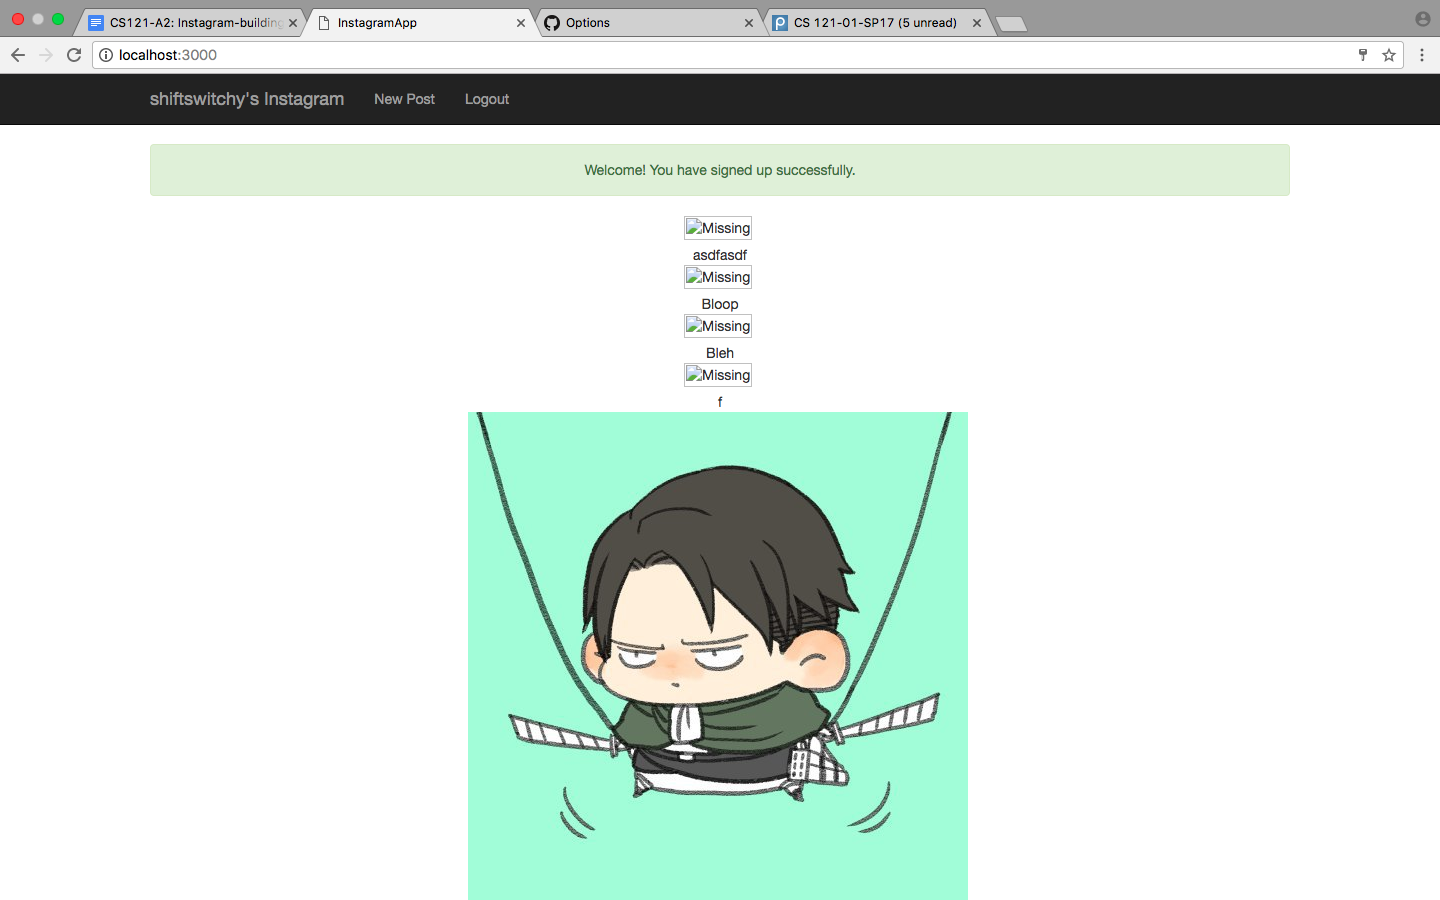 CS121-A2: Instagram-building
InstagramApp
Options
CS 121-01-SP17 (5 unread)
localhost:3000
shiftswitchy's Instagram
New Post
Logout
Welcome! You have signed up successfully.
Missing
asdfasdf
Missing
Bloop
Missing
Bleh
Missing
f